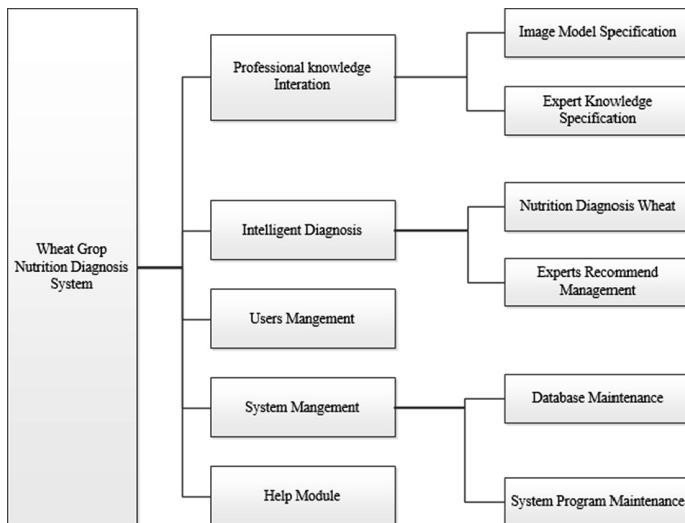 Wheat Grop
Nutrition Diagnosis
System
Professional knowledge
Interation
Image Model Specification
Expert Knowledge
Specification
Intelligent Diagnosis
Nutrition Diagnosis Wheat
Experts Recommend
Management
Users Mangement
System Mangement
Database Maintenance
System Program Maintenance
Help Module